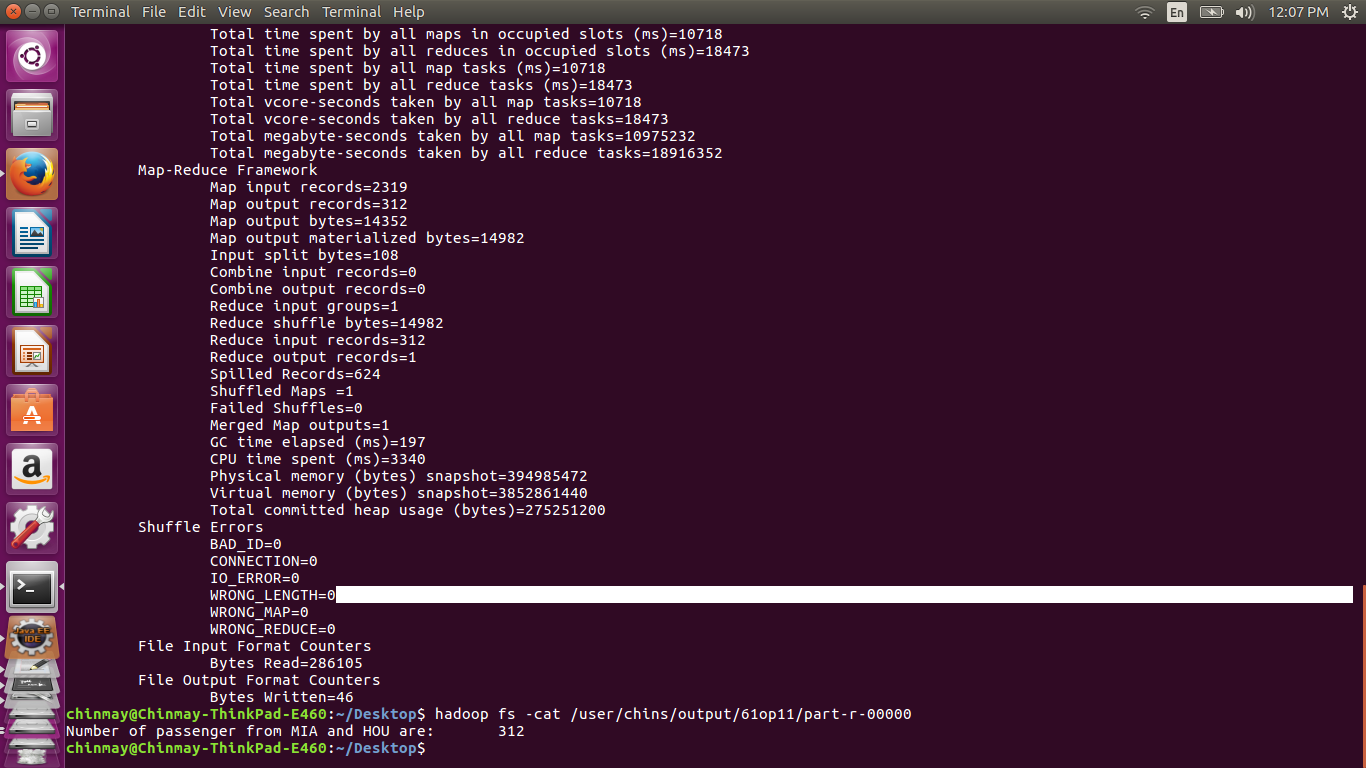 Terminal File Edit View Search Terminal Help En 12:07 PM
Total time spent by all maps in occupied slots (ms)=10718
Total time spent by all reduces in occupied slots (ms)=18473
Total time spent by all map tasks (ms)=10718
Total time spent by all reduce tasks (ms)=18473
Total vcore-seconds taken by all map tasks=10718
Total vcore-seconds taken by all reduce tasks=18473
Total megabyte-seconds taken by all map tasks=10975232
Total megabyte-seconds taken by all reduce tasks=18916352
Map-Reduce Framework
Map input records=2319
Map output records=312
Map output bytes=14352
Map output materialized bytes=14982
Input split bytes=108
Combine input records=0
Combine output records=0
Reduce input groups=1
Reduce shuffle bytes=14982
Reduce input records=312
Reduce output records=1
Spilled Records=624
Shuffled Maps =1
Failed Shuffles=0
Merged Map outputs=1
GC time elapsed (ms)=197
CPU time spent (ms)=3340
Physical memory (bytes) snapshot=394985472
Virtual memory (bytes) snapshot=3852861440
Total committed heap usage (bytes)=275251200
Shuffle Errors
BAD_ID=0
CONNECTION=0
IO_ERROR=0
WRONG_LENGTH=0
WRONG_MAP=0
WRONG_REDUCE=0
File Input Format Counters
Bytes Read=286105
File Output Format Counters
Bytes Written=46
chinmay@Chinmay-ThinkPad-E460:~/Desktop$ hadoop fs -cat /user/chins/output/61op11/part-r-00000
Number of passenger from MIA and HOU are: 312
chinmay@Chinmay-ThinkPad-E460:~/Desktop$
Java EE
IDE